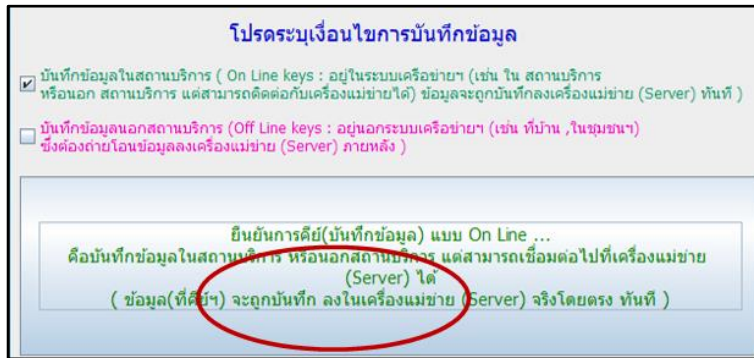 โปรดระบุเงื่อนไขการบันทึกข้อมูล
บันทึกข้อมูลในสถานบริการ ( On Line keys : อยู่ในระบบเครือข่ายฯ (เช่น ใน สถานบริการ
หรือนอก สถานบริการ แต่สามารถติดต่อกับเครื่องแม่ข่ายได้) ข้อมูลจะถูกบันทึกลงเครื่องแม่ข่าย (Server) ทันที )
บันทึกข้อมูลนอกสถานบริการ (Off Line keys : อยู่นอกระบบเครือข่ายฯ (เช่น ที่บ้าน ,ในชุมชนฯ)
ซึ่งต้องถ่ายโอนข้อมูลลงเครื่องแม่ข่าย (Server) ภายหลัง )
ยืนยันการคีย์(บันทึกข้อมูล) แบบ On Line ...
คือบันทึกข้อมูลในสถานบริการ หรือนอกสถานบริการ แต่สามารถเชื่อมต่อไปที่เครื่องแม่ข่าย
(Server) ได้
( ข้อมูล(ที่คีย์ฯ) จะถูกบันทึก ลงในเครื่องแม่ข่าย (Server) จริงโดยตรง ทันที )